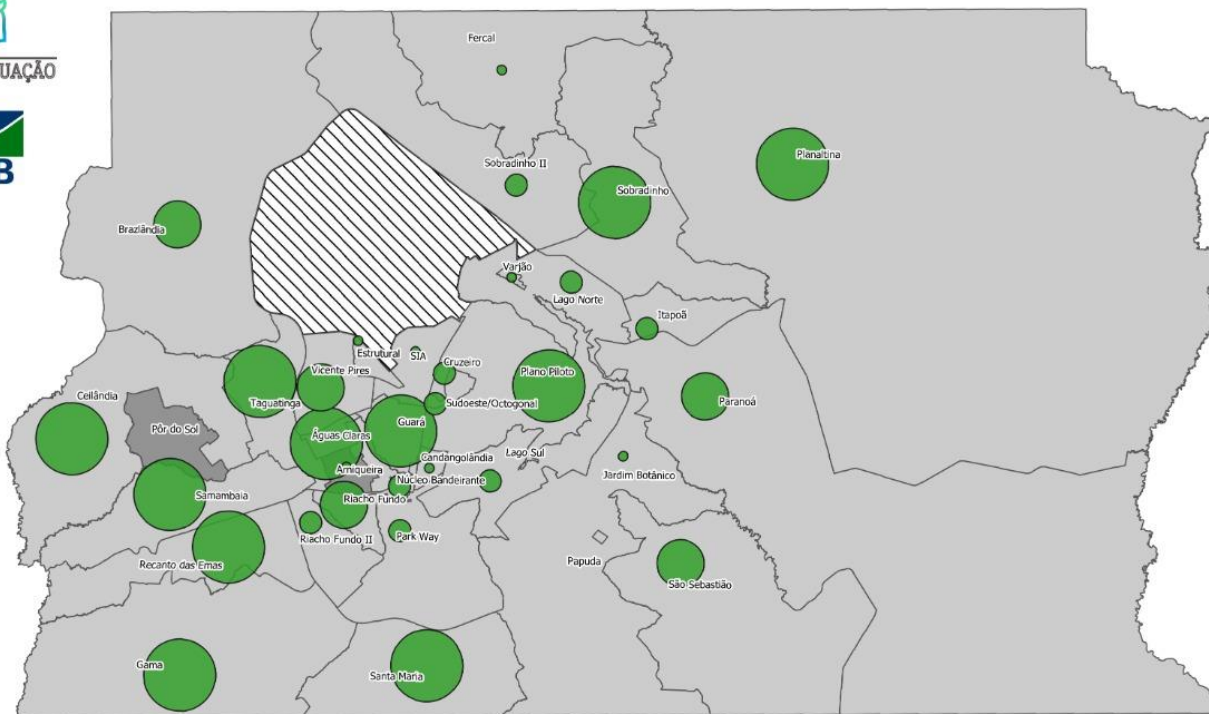 UAÇÃO
B
Fercal
Sobradinho II
Sobradinho
Planaltina
Brazlândia
Varjão
Lago Norte
Itapoã
Estrutural
SIA
Cruzeiro
Vicente Pires
Plano Piloto
Ceilândia
Taguatinga
Sudoeste/Octogonal
Paranoá
Pôr do Sol
Águas Claras
Guará
Candangolândia
Lago Sul
Arniqueira
Jardim Botânico
Núcleo Bandeirante
Samambaia
Riacho Fundo
Riacho Fundo II
Park Way
Recanto das Emas
Papuda
São Sebastião
Gama
Santa Maria